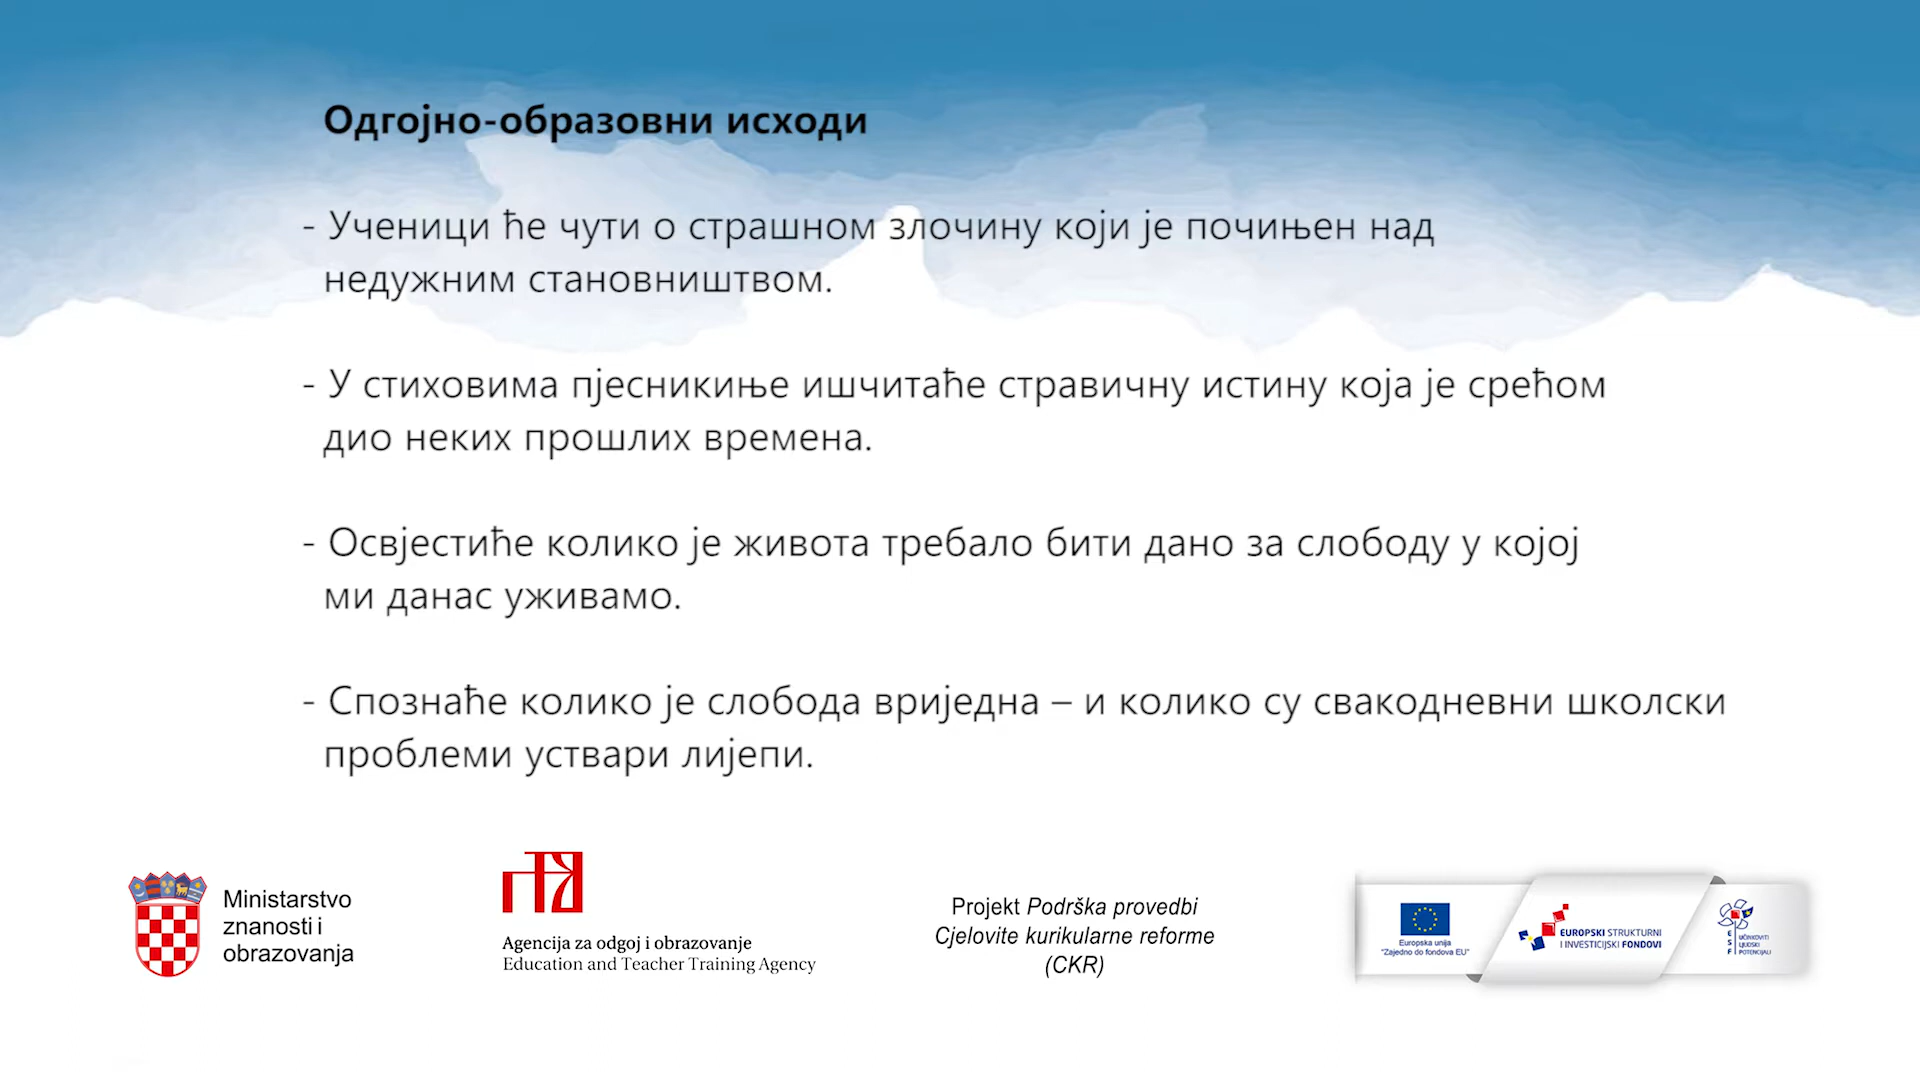 Одгојно-образовни исходи
- Ученици ће чути о страшном злочину који је почињен над
недужним становништвом.
- У стиховима пјесникиње ишчитаће стравичну истину која је срећом
дио неких прошлих времена.
- Освјестиће колико је живота требало бити дано за слободу у којој
ми данас уживамо.
- Спознаће колико је слобода вриједна – и колико су свакодневни школски
проблеми уствари лијепи.
Ministarstvo
znanosti i
obrazovanja
Agencija za odgoj i obrazovanje
Education and Teacher Training Agency
Projekt Podrška provedbi
Cjelovite kurikularne reforme
(CKR)
Europska unija
"Zajedno do fondova EU"
EUROPSKI STRUKTURNI
I INVESTICIJSKI FONDOVI
ESF
UČINKOVITI
LJUDSKI
POTENCIJALI